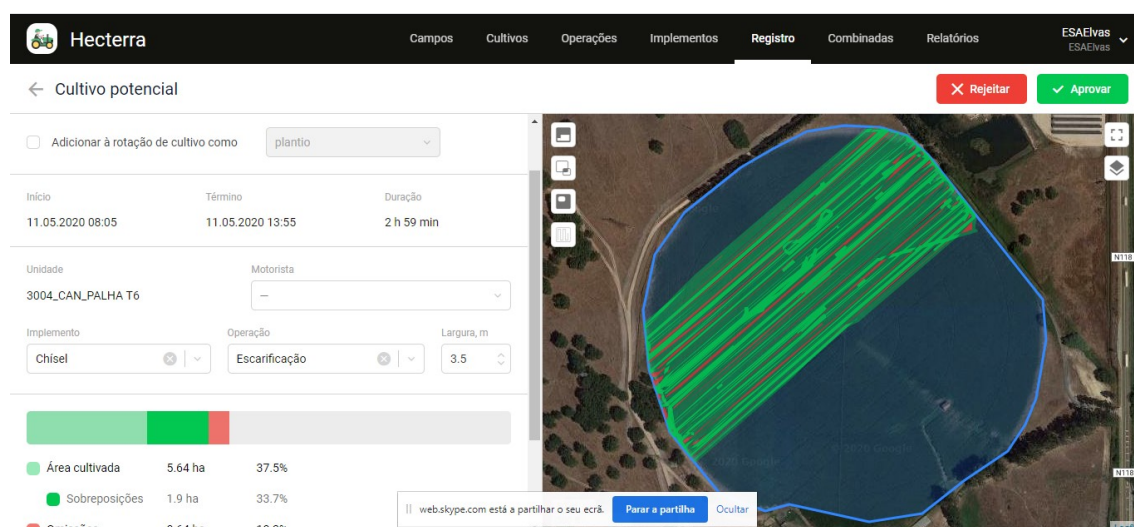 Hecterra
Campos Cultivos Operações Implementos Registro Combinadas Relatórios
ESAElvas
ESAElvas
Cultivo potencial
Rejeitar
Aprovar
Adicionar à rotação de cultivo como
plantio
Início Término Duração
11.05.2020 08:05 11.05.2020 13:55 2 h 59 min
Unidade Motorista
3004_CAN_PALHA T6 —
Implemento Operação Largura, m
Chísel Escarificação 3.5
Área cultivada 5.64 ha 37.5%
Sobreposições 1.9 ha 33.7%
web.skype.com está a partilhar o seu ecrã. Parar a partilha Ocultar
N118
N118